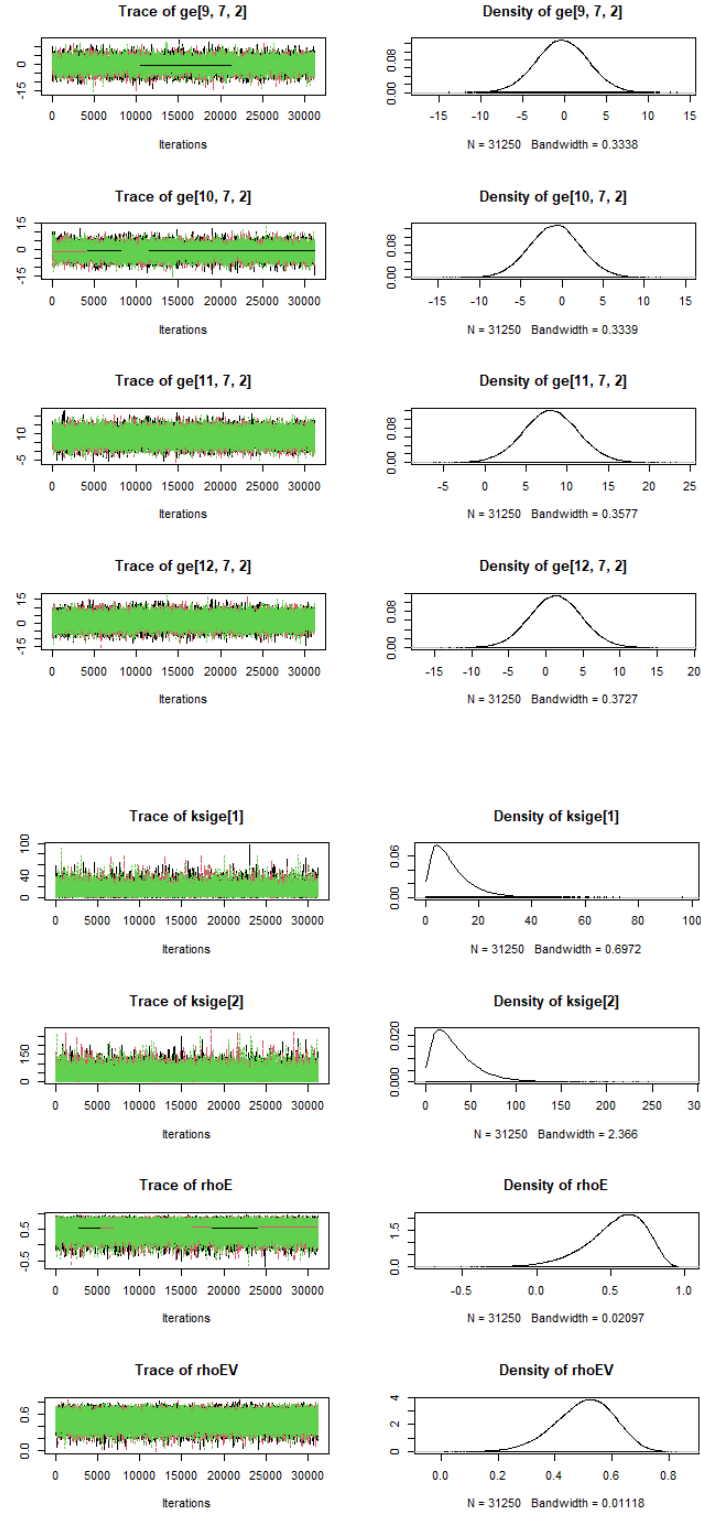 Trace of ge[9, 7, 2]
0
-15
0 5000 10000 15000 20000 25000 30000
Iterations
Density of ge[9, 7, 2]
0.08
0.00
-15 -10 -5 0 5 10 15
N = 31250 Bandwidth = 0.3338
Trace of ge[10, 7, 2]
15
0
-15
0 5000 10000 15000 20000 25000 30000
Iterations
Density of ge[10, 7, 2]
0.08
0.00
-15 -10 -5 0 5 10 15
N = 31250 Bandwidth = 0.3339
Trace of ge[11, 7, 2]
10
-5
0 5000 10000 15000 20000 25000 30000
Iterations
Density of ge[11, 7, 2]
0.08
0.00
-5 0 5 10 15 20 25
N = 31250 Bandwidth = 0.3577
Trace of ge[12, 7, 2]
15
0
-15
0 5000 10000 15000 20000 25000 30000
Iterations
Density of ge[12, 7, 2]
0.08
0.00
-15 -10 -5 0 5 10 15 20
N = 31250 Bandwidth = 0.3727
Trace of ksige[1]
100
40
0
0 5000 10000 15000 20000 25000 30000
Iterations
Density of ksige[1]
0.06
0.00
0 20 40 60 80 100
N = 31250 Bandwidth = 0.6972
Trace of ksige[2]
150
0
0 5000 10000 15000 20000 25000 30000
Iterations
Density of ksige[2]
0.020
0.000
0 50 100 150 200 250 300
N = 31250 Bandwidth = 2.366
Trace of rhoE
0.5
-0.5
0 5000 10000 15000 20000 25000 30000
Iterations
Density of rhoE
1.5
0.0
-0.5 0.0 0.5 1.0
N = 31250 Bandwidth = 0.02097
Trace of rhoEV
0.6
0.0
0 5000 10000 15000 20000 25000 30000
Iterations
Density of rhoEV
4
2
0
0.0 0.2 0.4 0.6 0.8
N = 31250 Bandwidth = 0.01118